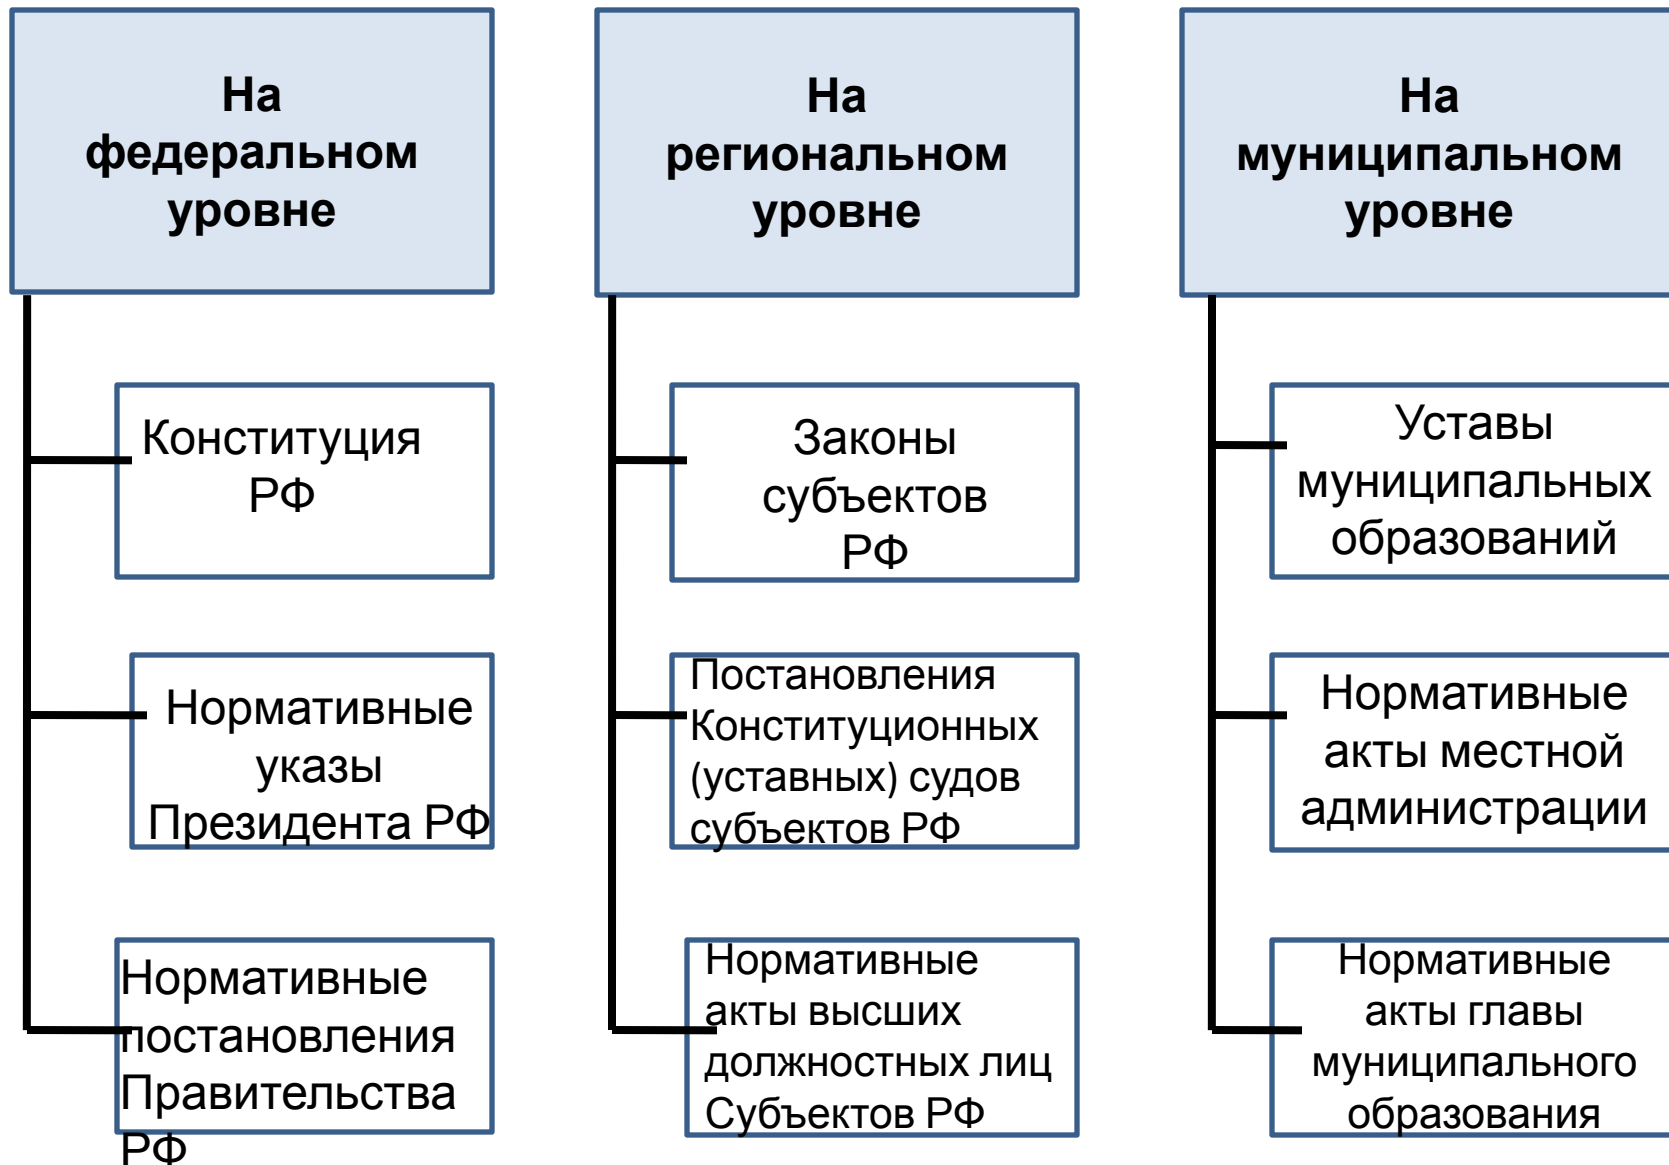 На
федеральном
уровне
Конституция
РФ
Нормативные
указы
Президента РФ
Нормативные
постановления
Правительства
РФ
На
региональном
уровне
Законы
субъектов
РФ
Постановления
Конституционных
(уставных) судов
субъектов РФ
Нормативные
акты высших
должностных лиц
Субъектов РФ
На
муниципальном
уровне
Уставы
муниципальных
образований
Нормативные
акты местной
администрации
Нормативные
акты главы
муниципального
образования